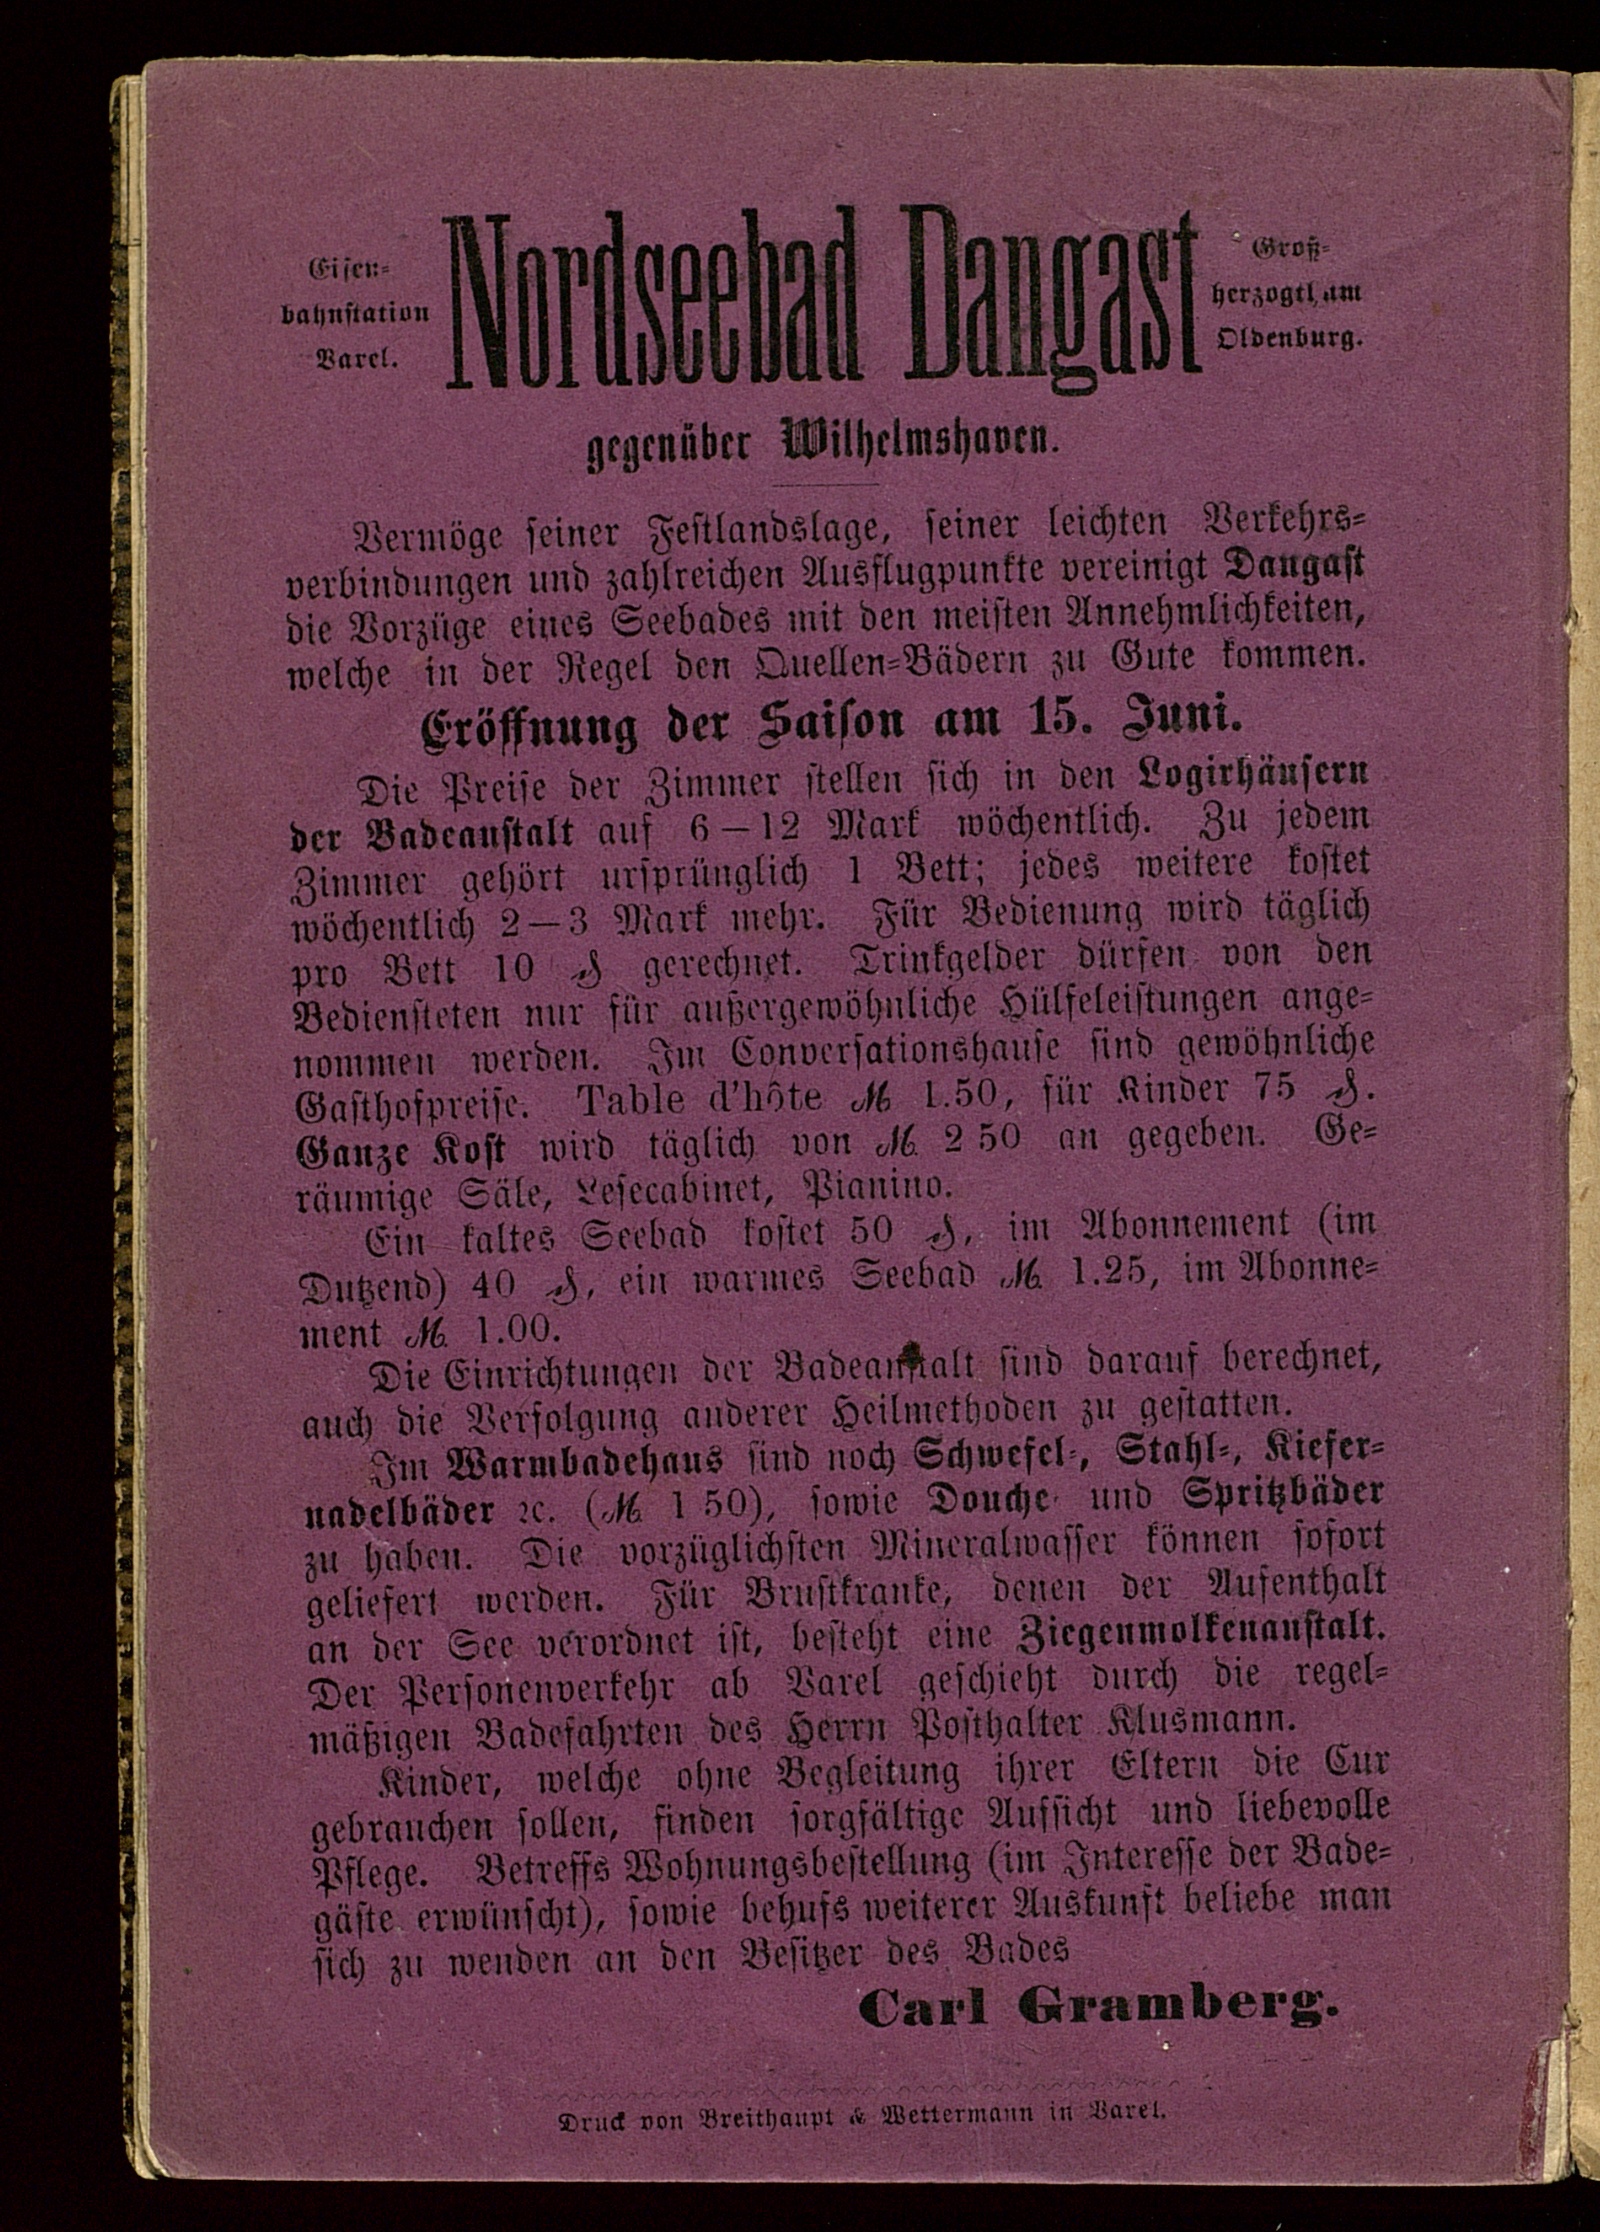 Eisen-
bahnstation
Varel.
Nordseebad Dangast
Groß-
herzogth um
Oldenburg.
gegenüber Wilhelmshaven.
Vermöge seiner Festlandslage, seiner leichten Verkehrs-
verbindungen und zahlreichen Ausflugpunkte vereinigt Dangast
die Vorzüge eines Seebades mit den meisten Annehmlichkeiten,
welche in der Regel den Quellen-Bädern zu Gute kommen.
Eröffnung der Saison am 15. Juni.
Die Preise der Zimmer stellen sich in den Logirhäusern
der Badeanstalt auf 6—12 Mark wöchentlich. Zu jedem
Zimmer gehört ursprünglich 1 Bett; jedes weitere kostet
wöchentlich 2—3 Mark mehr. Für Bedienung wird täglich
pro Bett 10 ₰ gerechnet. Trinkgelder dürfen von den
Bediensteten nur für außergewöhnliche Hülfeleistungen ange-
nommen werden. Im Conversationshause sind gewöhnliche
Gasthofpreise. Table d'hôte ℳ 1.50, für Kinder 75 ₰.
Ganze Kost wird täglich von ℳ. 2 50 an gegeben. Ge-
räumige Säle, Lesecabinet, Pianino.
Ein kaltes Seebad kostet 50 ₰, im Abonnement (im
Dutzend) 40 ₰, ein warmes Seebad ℳ. 1.25, im Abonne-
ment ℳ. 1.00.
Die Einrichtungen der Badeanstalt sind darauf berechnet,
auch die Verfolgung anderer Heilmethoden zu gestatten.
Im Warmbadehaus sind noch Schwefel-, Stahl-, Kiefer-
nadelbäder ꝛc. (ℳ. 1 50), sowie Douche- und Spritzbäder
zu haben. Die vorzüglichsten Mineralwasser können sofort
geliefert werden. Für Brustkranke, denen der Aufenthalt
an der See verordnet ist, besteht eine Ziegenmolkenanstalt.
Der Personenverkehr ab Varel geschieht durch die regel-
mäßigen Badefahrten des Herrn Posthalter Klusmann.
Kinder, welche ohne Begleitung ihrer Eltern die Cur
gebrauchen sollen, finden sorgfältige Aufsicht und liebevolle
Pflege. Betreffs Wohnungsbestellung (im Interesse der Bade-
gäste erwünscht), sowie behufs weiterer Auskunft beliebe man
sich zu wenden an den Besitzer des Bades
Carl Gramberg.
Druck von Breithaupt & Wettermann in Varel.